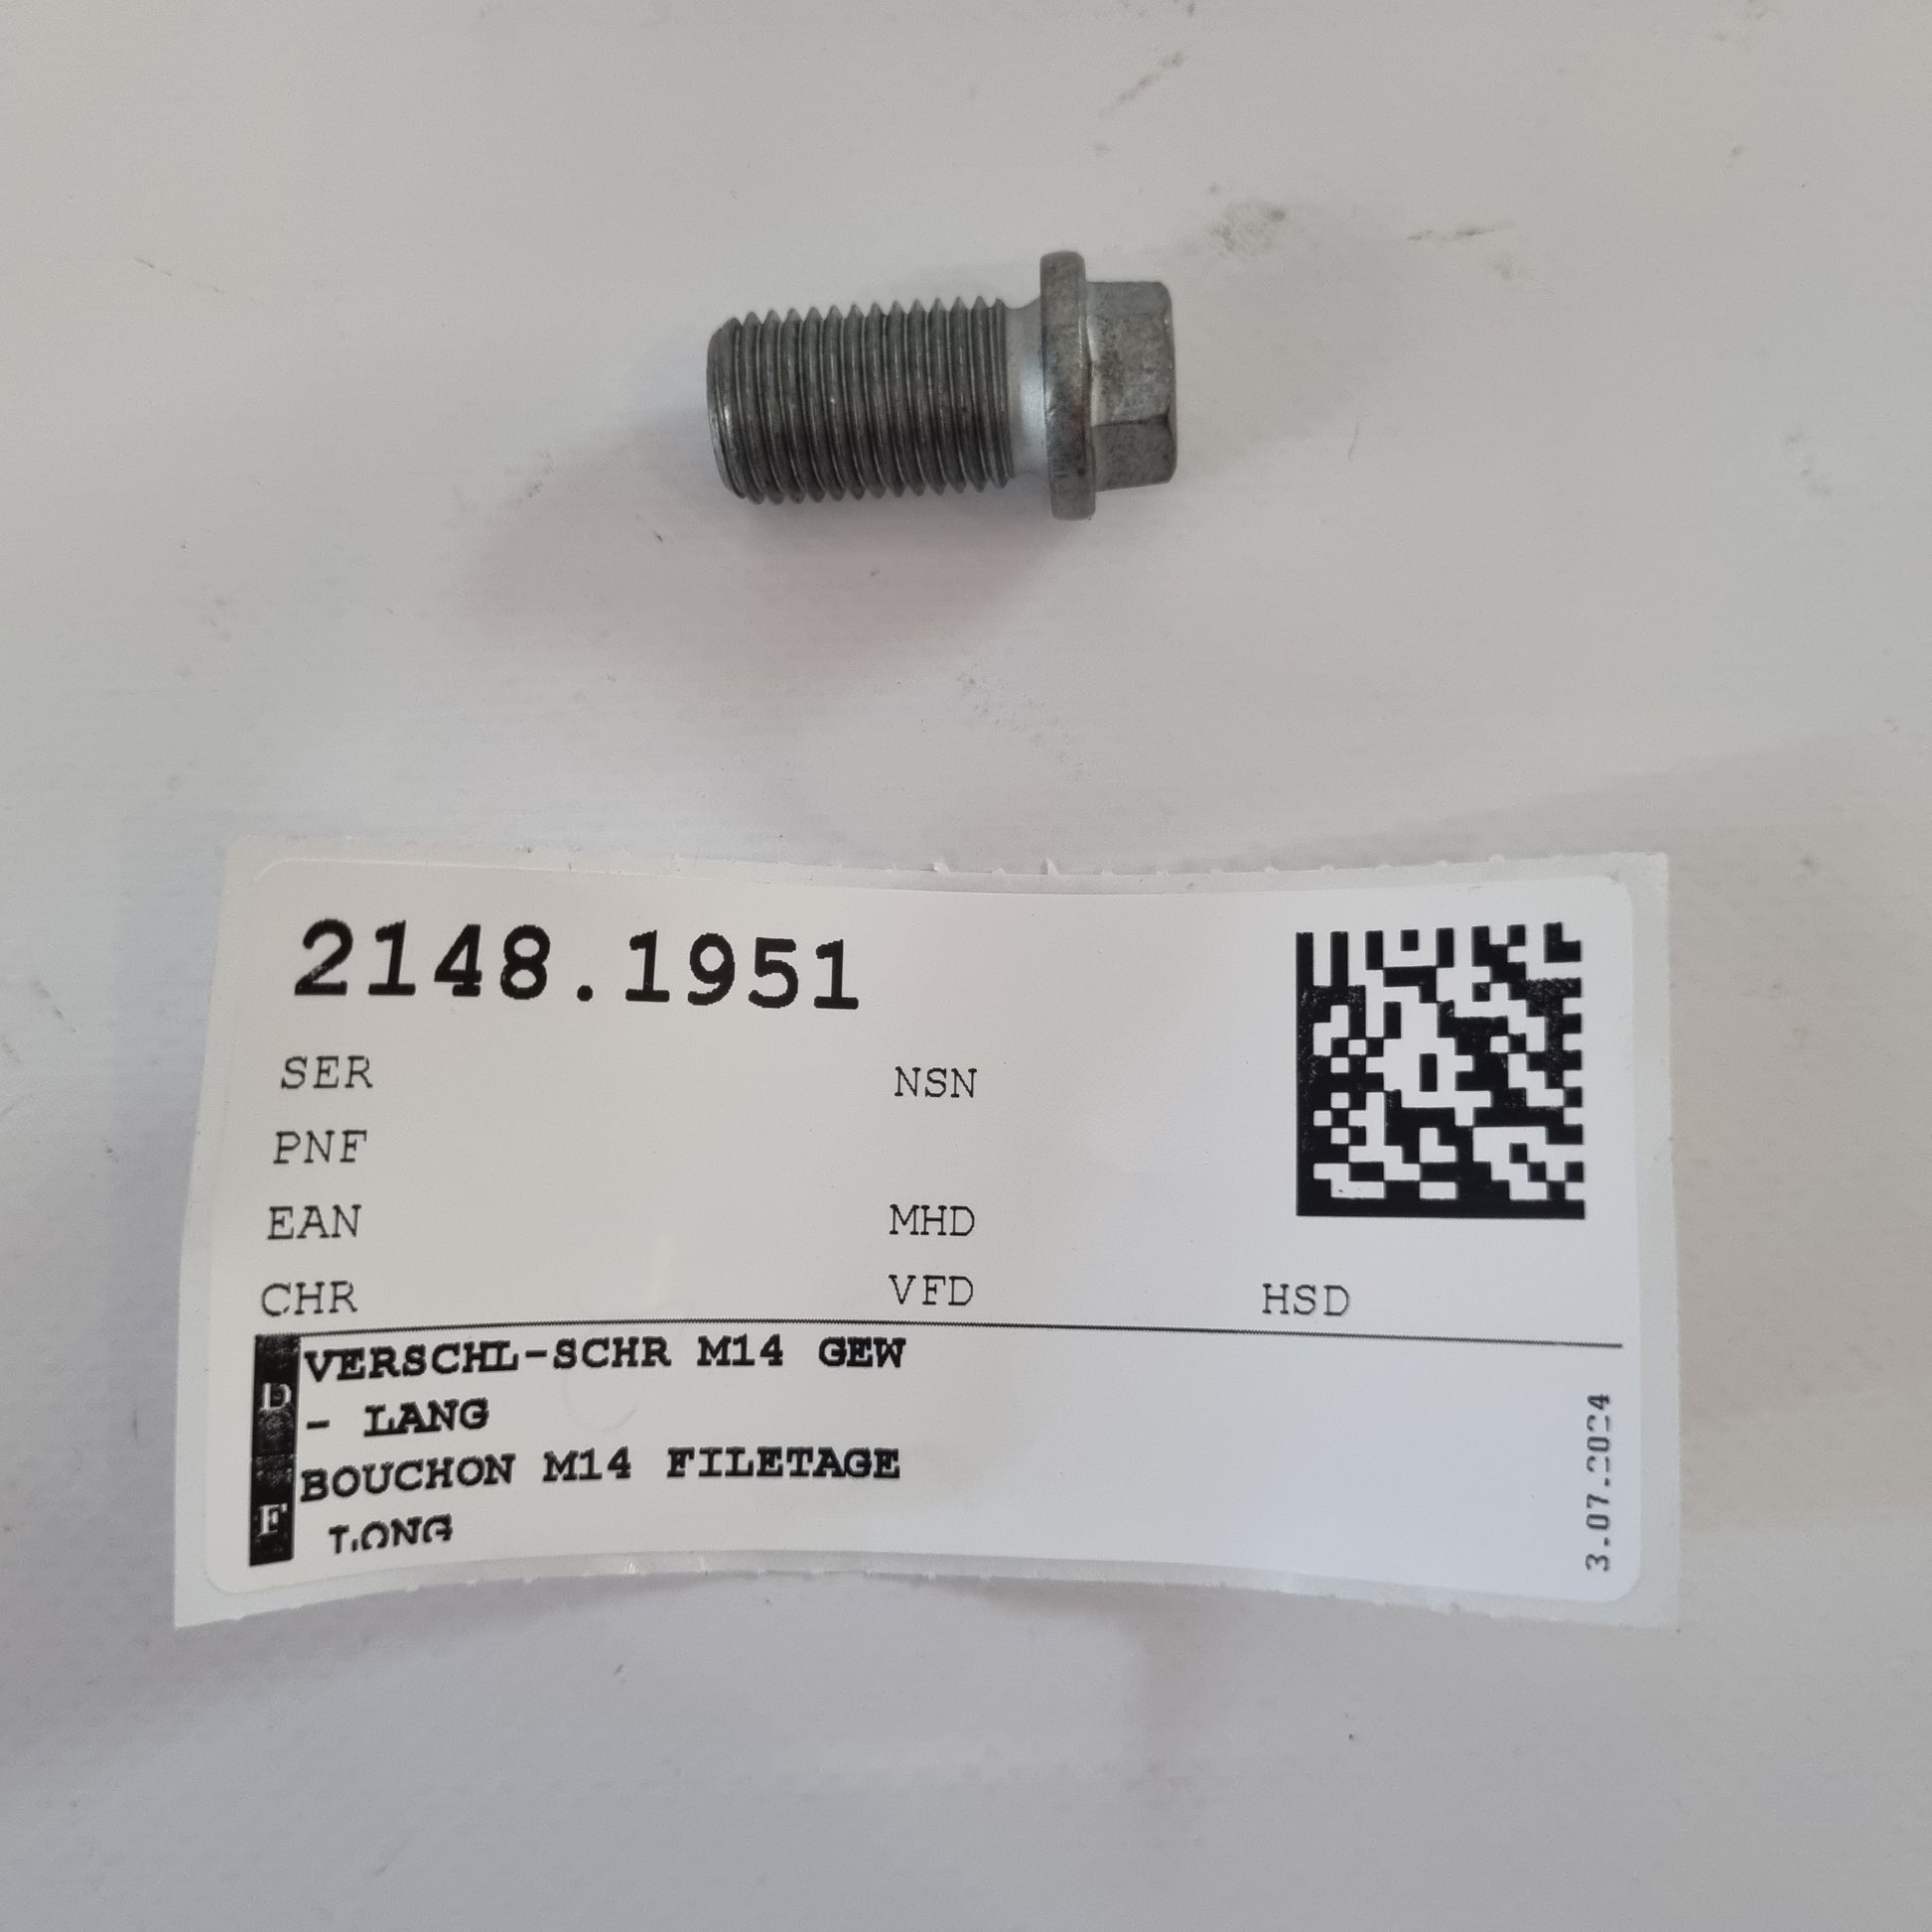 2148.1951
SER
NSN
PNF
EAN
MHD
CHR
VFD
HSD
D
VERSCHL-SCHR M14 GEW
- LANG
F
BOUCHON M14 FILETAGE
LONG
3.07.2024